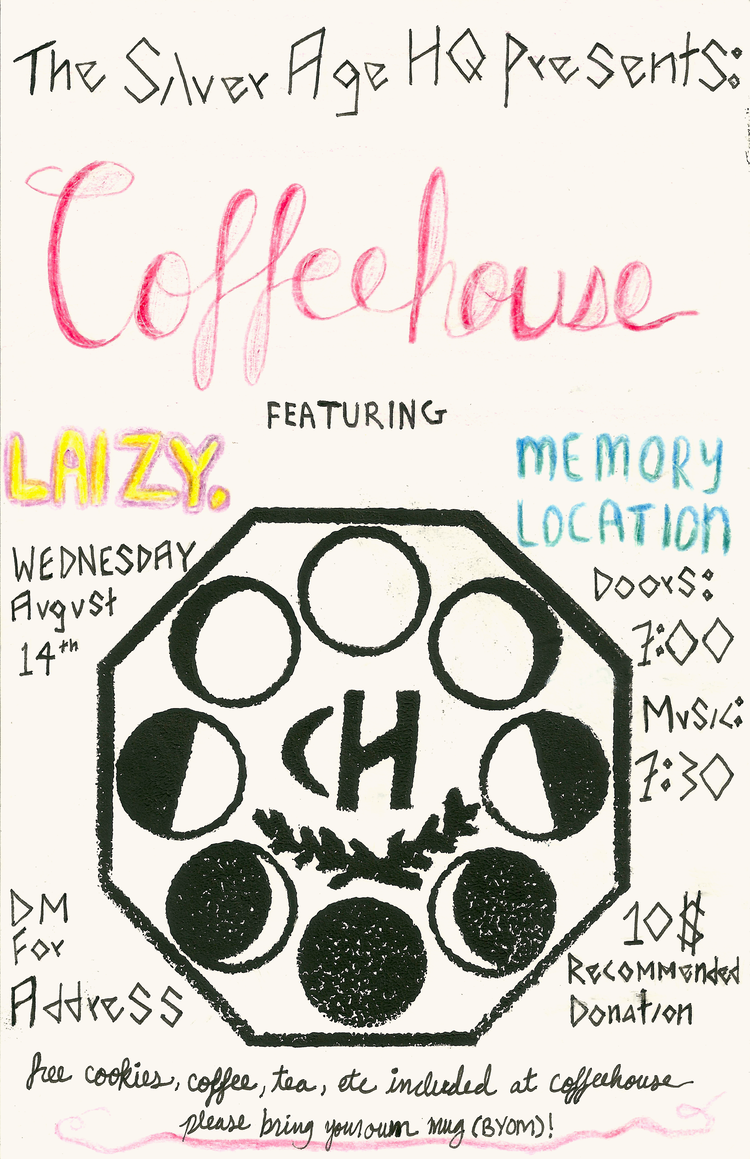 The Silver Age HQ Presents:
Coffeehouse
FEATURING
LAIZY.
MEMORY
LOCATION
WEDNESDAY
August
14th
Doors:
7:00
Music:
7:30
CH
DM
For
Address
10$
Recommended
Donation
free cookies, coffee, tea, etc included at coffeehouse
please bring your own mug (BYOM)!